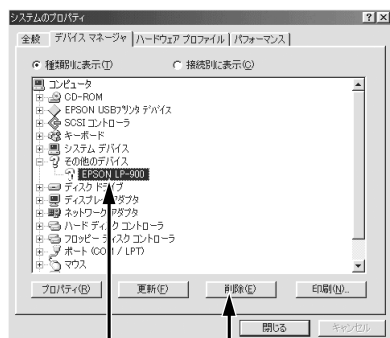 システムのプロパティ
全般 デバイス マネージャ ハードウェア プロファイル パフォーマンス
種類別に表示(T) 接続別に表示(C)
コンピュータ
CD-ROM
EPSON USBプリンタ デバイス
SCSI コントローラ
キーボード
システム デバイス
その他のデバイス
EPSON LP-900
ディスク ドライブ
ディスプレイ アダプタ
ネットワーク アダプタ
ハード ディスク コントローラ
フロッピー ディスク コントローラ
ポート (COM / LPT)
マウス
プロパティ(R) 更新(F) 削除(E) 印刷(N)...
閉じる キャンセル